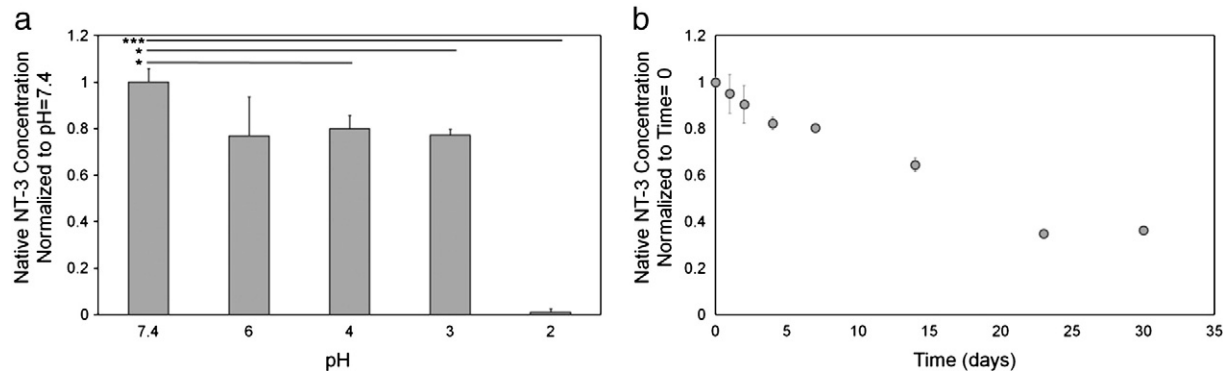 a
Native NT-3 Concentration
Normalized to pH=7.4
1.2
1
0.8
0.6
0.4
0.2
0
***
*
*
7.4 6 4 3 2
pH
b
Native NT-3 Concentration
Normalized to Time= 0
1.2
1
0.8
0.6
0.4
0.2
0
0 5 10 15 20 25 30 35
Time (days)